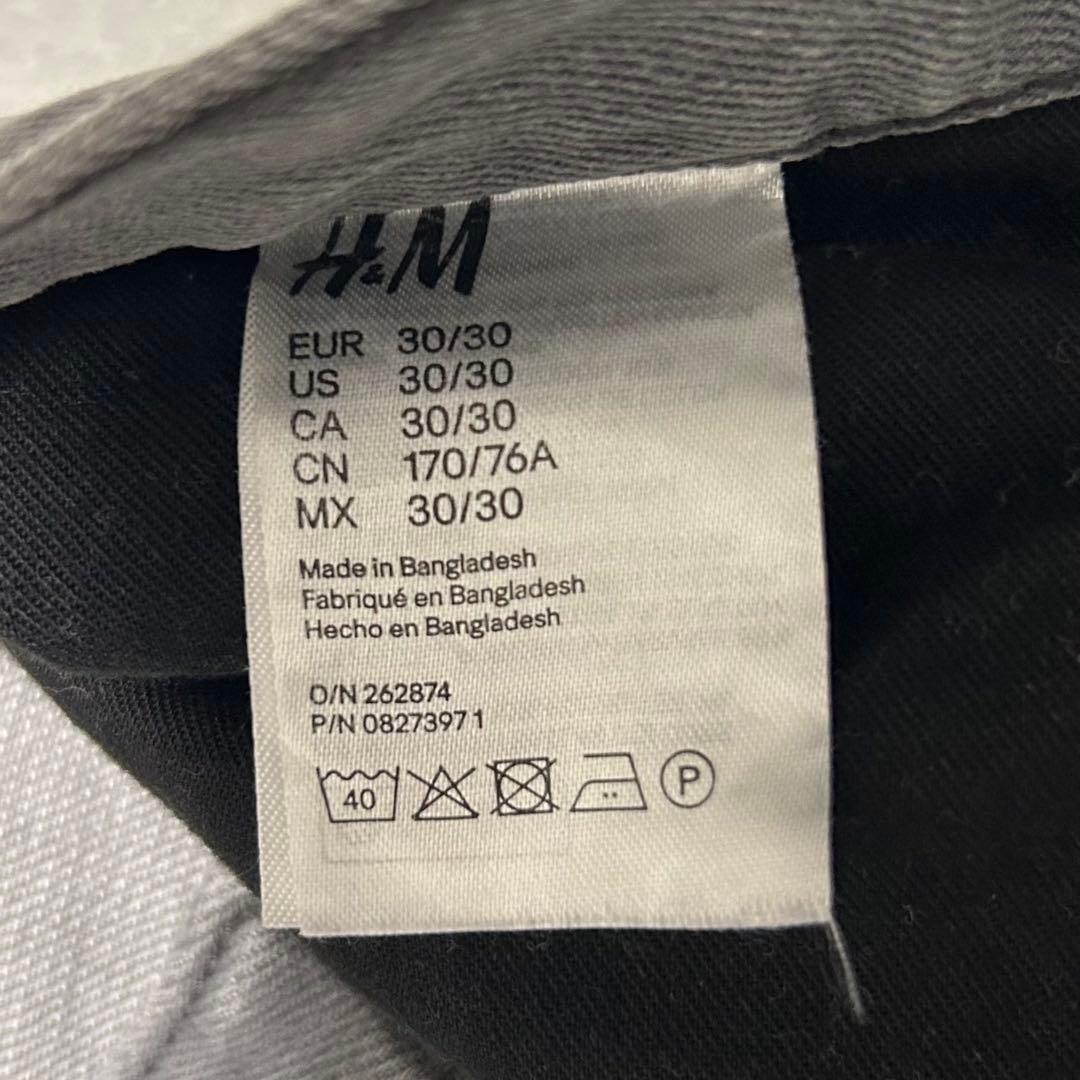 H&M
EUR 30/30
US 30/30
CA 30/30
CN 170/76A
MX 30/30
Made in Bangladesh
Fabriqué en Bangladesh
Hecho en Bangladesh
O/N 262874
P/N 08273971
40 P